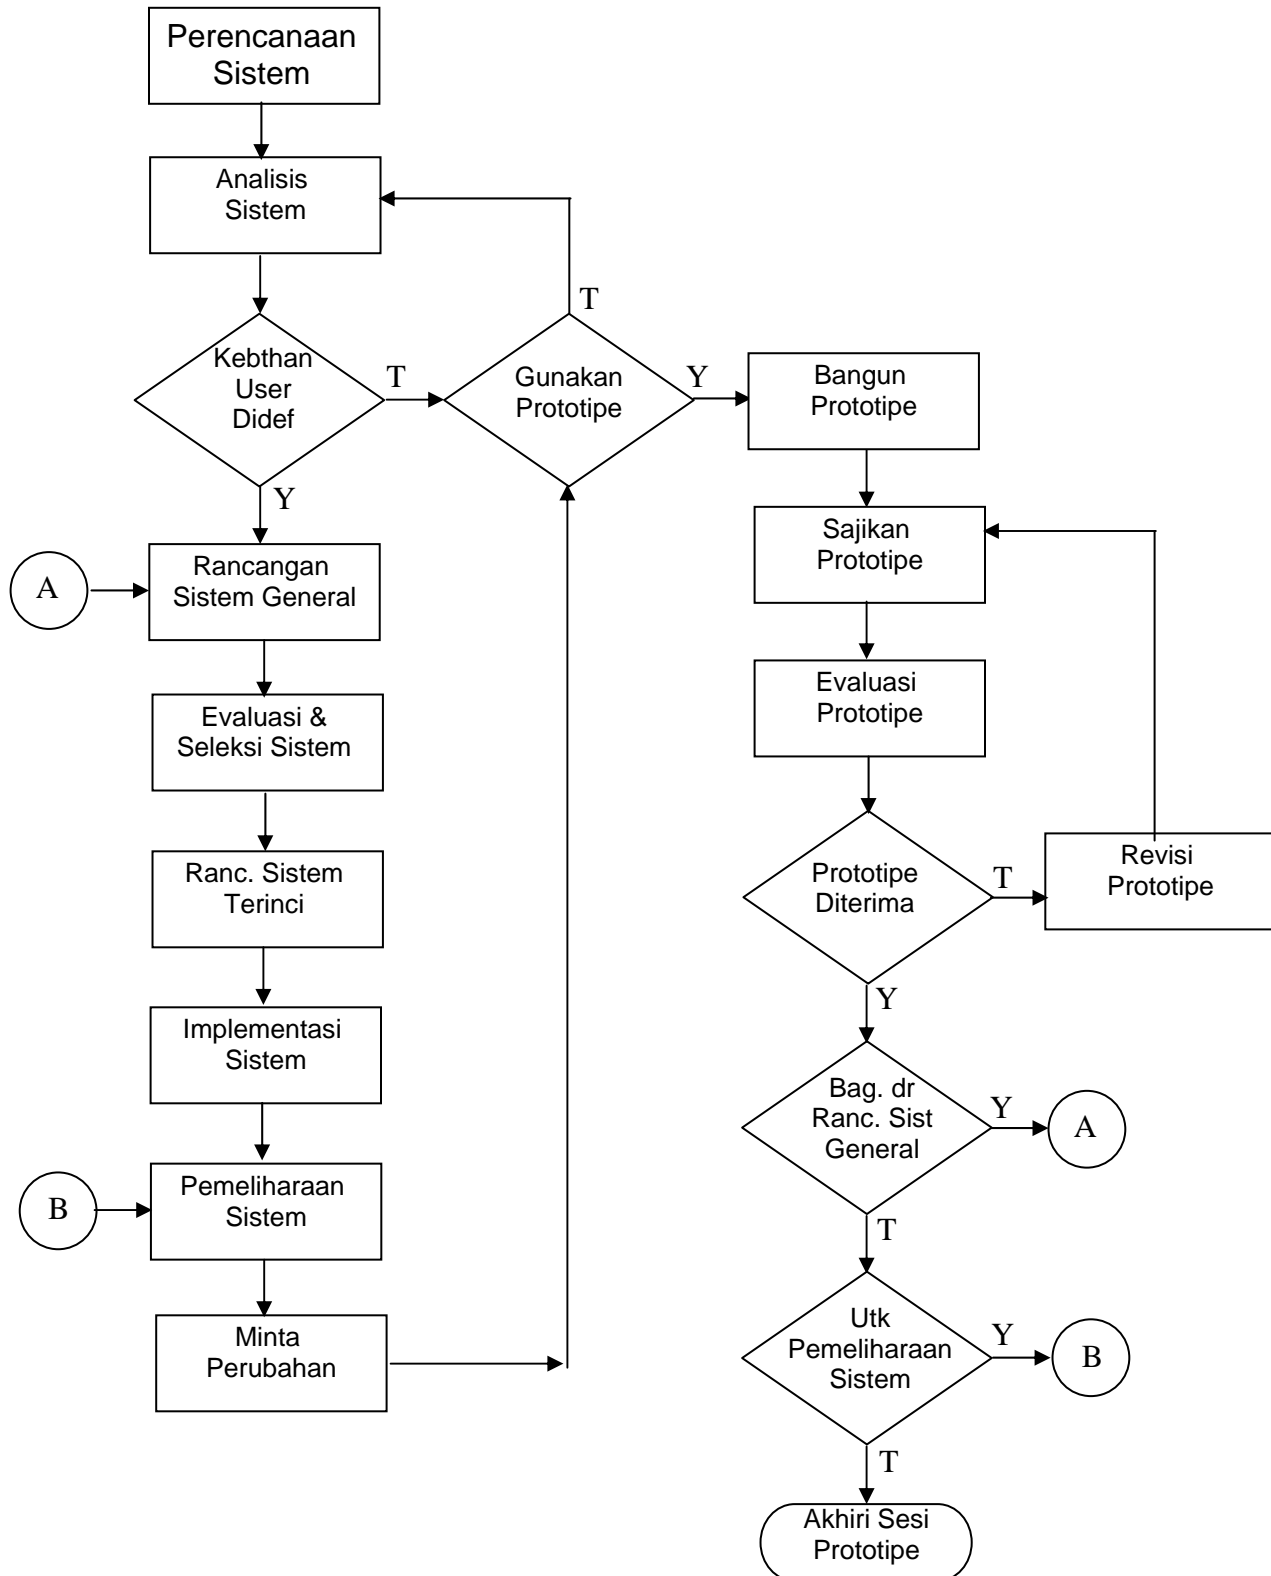 Perencanaan
Sistem
Analisis
Sistem
T
Kebthan
User
Didef
T
Gunakan
Prototipe
Y
Bangun
Prototipe
Y
Sajikan
Prototipe
A
Rancangan
Sistem General
Evaluasi
Prototipe
Evaluasi &
Seleksi Sistem
Ranc. Sistem
Terinci
Prototipe
Diterima
T
Revisi
Prototipe
Y
Implementasi
Sistem
Bag. dr
Ranc. Sist
General
Y
A
B
Pemeliharaan
Sistem
T
Minta
Perubahan
Utk
Pemeliharaan
Sistem
Y
B
T
Akhiri Sesi
Prototipe